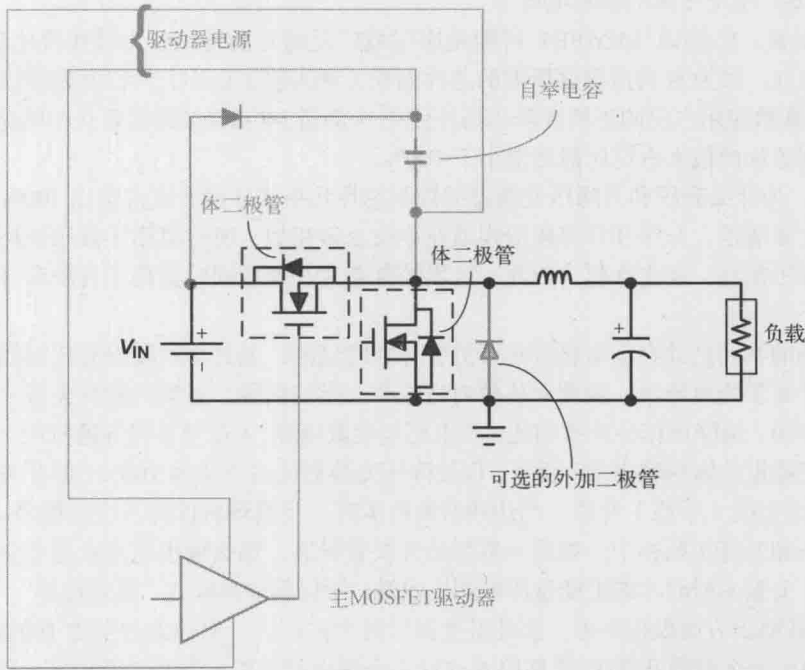 驱动器电源
自举电容
体二极管
体二极管
VIN
+
-
+
负载
可选的外加二极管
主MOSFET驱动器